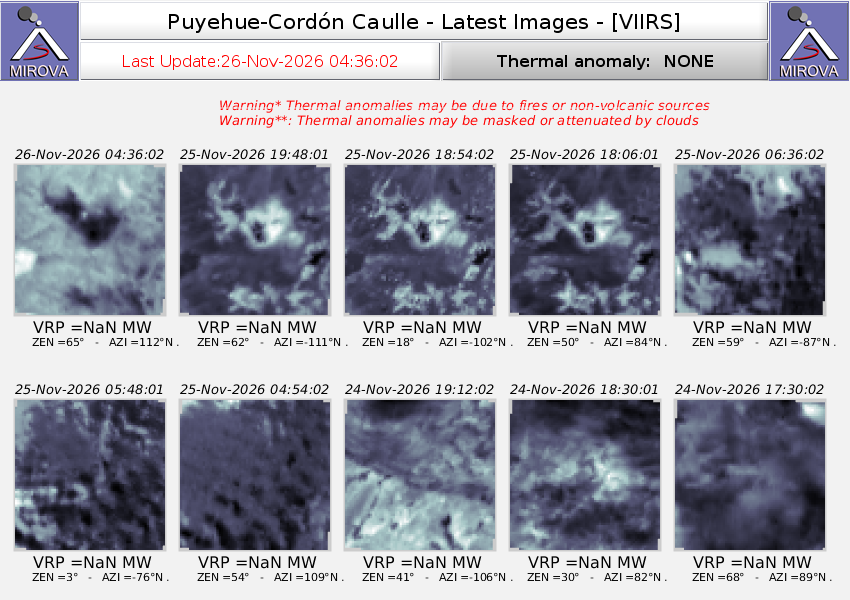 Puyehue-Cordón Caulle - Latest Images - [VIIRS]
MIROVA
Last Update:26-Nov-2026 04:36:02
Thermal anomaly: NONE
MIROVA
Warning* Thermal anomalies may be due to fires or non-volcanic sources
Warning**: Thermal anomalies may be masked or attenuated by clouds
26-Nov-2026 04:36:02
25-Nov-2026 19:48:01
25-Nov-2026 18:54:02
25-Nov-2026 18:06:01
25-Nov-2026 06:36:02
VRP =NaN MW
VRP =NaN MW
VRP =NaN MW
VRP =NaN MW
VRP =NaN MW
ZEN =65° - AZI =112°N .
ZEN =62° - AZI =-111°N .
ZEN =18° - AZI =-102°N .
ZEN =50° - AZI =84°N .
ZEN =59° - AZI =-87°N .
25-Nov-2026 05:48:01
25-Nov-2026 04:54:02
24-Nov-2026 19:12:02
24-Nov-2026 18:30:01
24-Nov-2026 17:30:02
VRP =NaN MW
VRP =NaN MW
VRP =NaN MW
VRP =NaN MW
VRP =NaN MW
ZEN =3° - AZI =-76°N .
ZEN =54° - AZI =109°N .
ZEN =41° - AZI =-106°N .
ZEN =30° - AZI =82°N .
ZEN =68° - AZI =89°N .